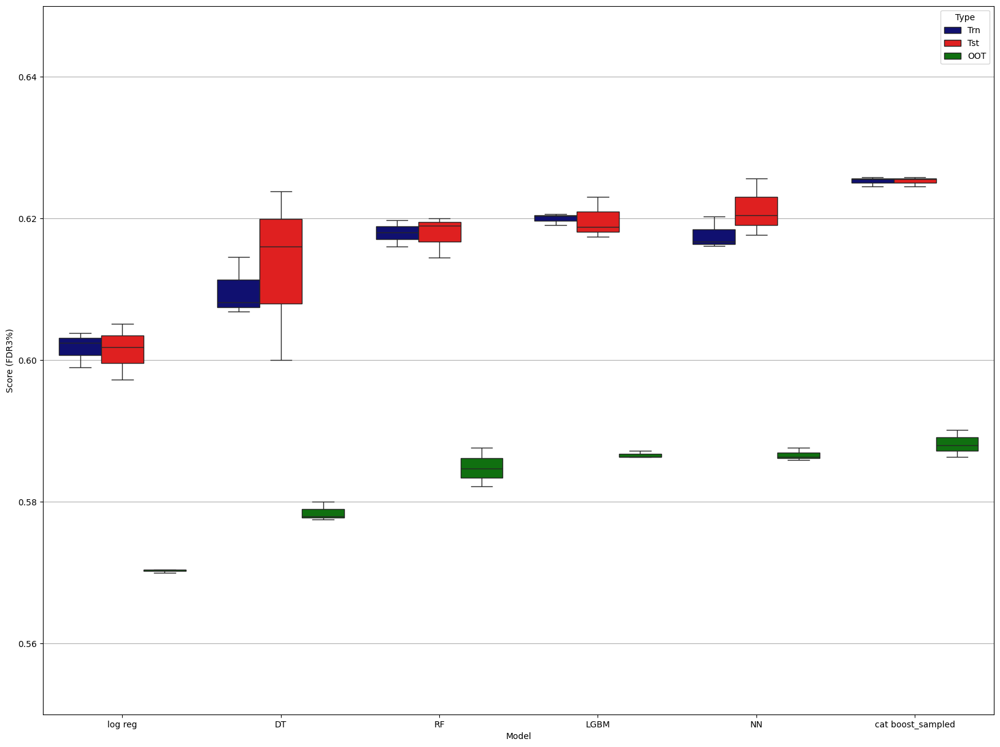 Type
Trn
Tst
OOT
0.64
0.62
0.60
0.58
0.56
Score (FDR3%)
log reg
DT
RF
LGBM
NN
cat boost_sampled
Model